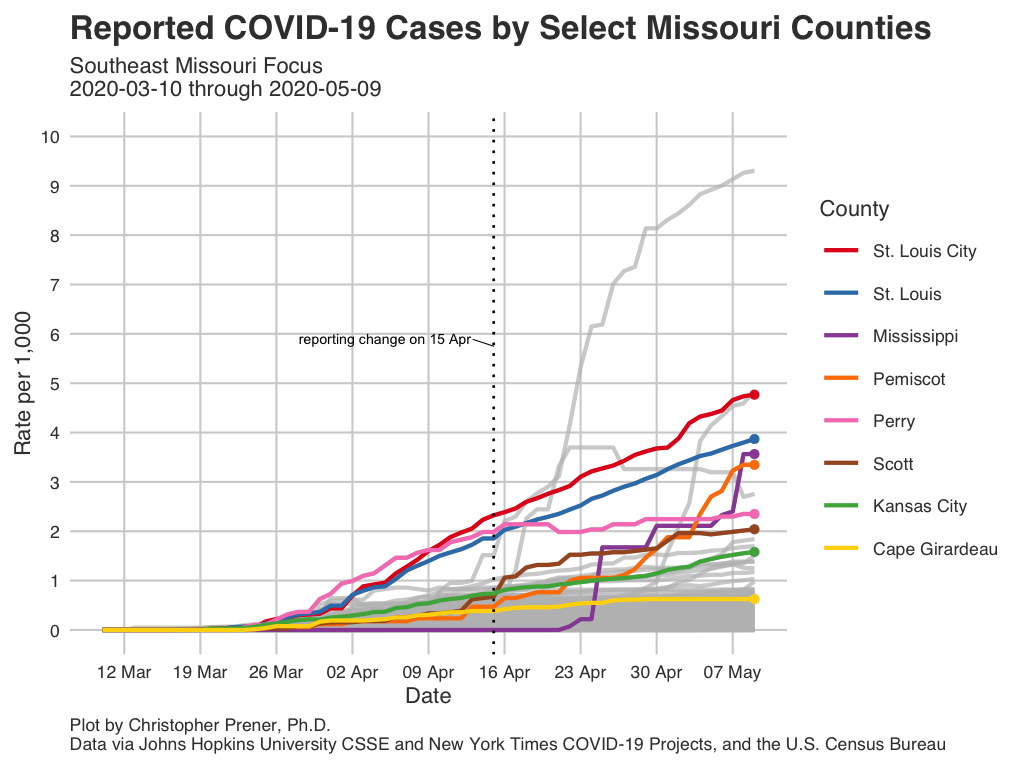 Reported COVID-19 Cases by Select Missouri Counties
Southeast Missouri Focus
2020-03-10 through 2020-05-09
10
9
8
7
6
5
4
3
2
1
0
Rate per 1,000
reporting change on 15 Apr
12 Mar
19 Mar
26 Mar
02 Apr
09 Apr
16 Apr
23 Apr
30 Apr
07 May
Date
County
St. Louis City
St. Louis
Mississippi
Pemiscot
Perry
Scott
Kansas City
Cape Girardeau
Plot by Christopher Prener, Ph.D.
Data via Johns Hopkins University CSSE and New York Times COVID-19 Projects, and the U.S. Census Bureau